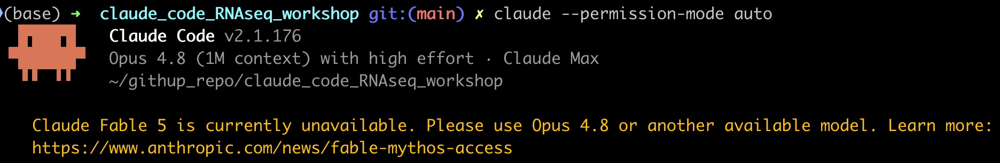 (base) ➜ claude_code_RNAseq_workshop git:(main) ✗ claude --permission-mode auto
Claude Code v2.1.176
Opus 4.8 (1M context) with high effort · Claude Max
~/githup_repo/claude_code_RNAseq_workshop
Claude Fable 5 is currently unavailable. Please use Opus 4.8 or another available model. Learn more:
https://www.anthropic.com/news/fable-mythos-access